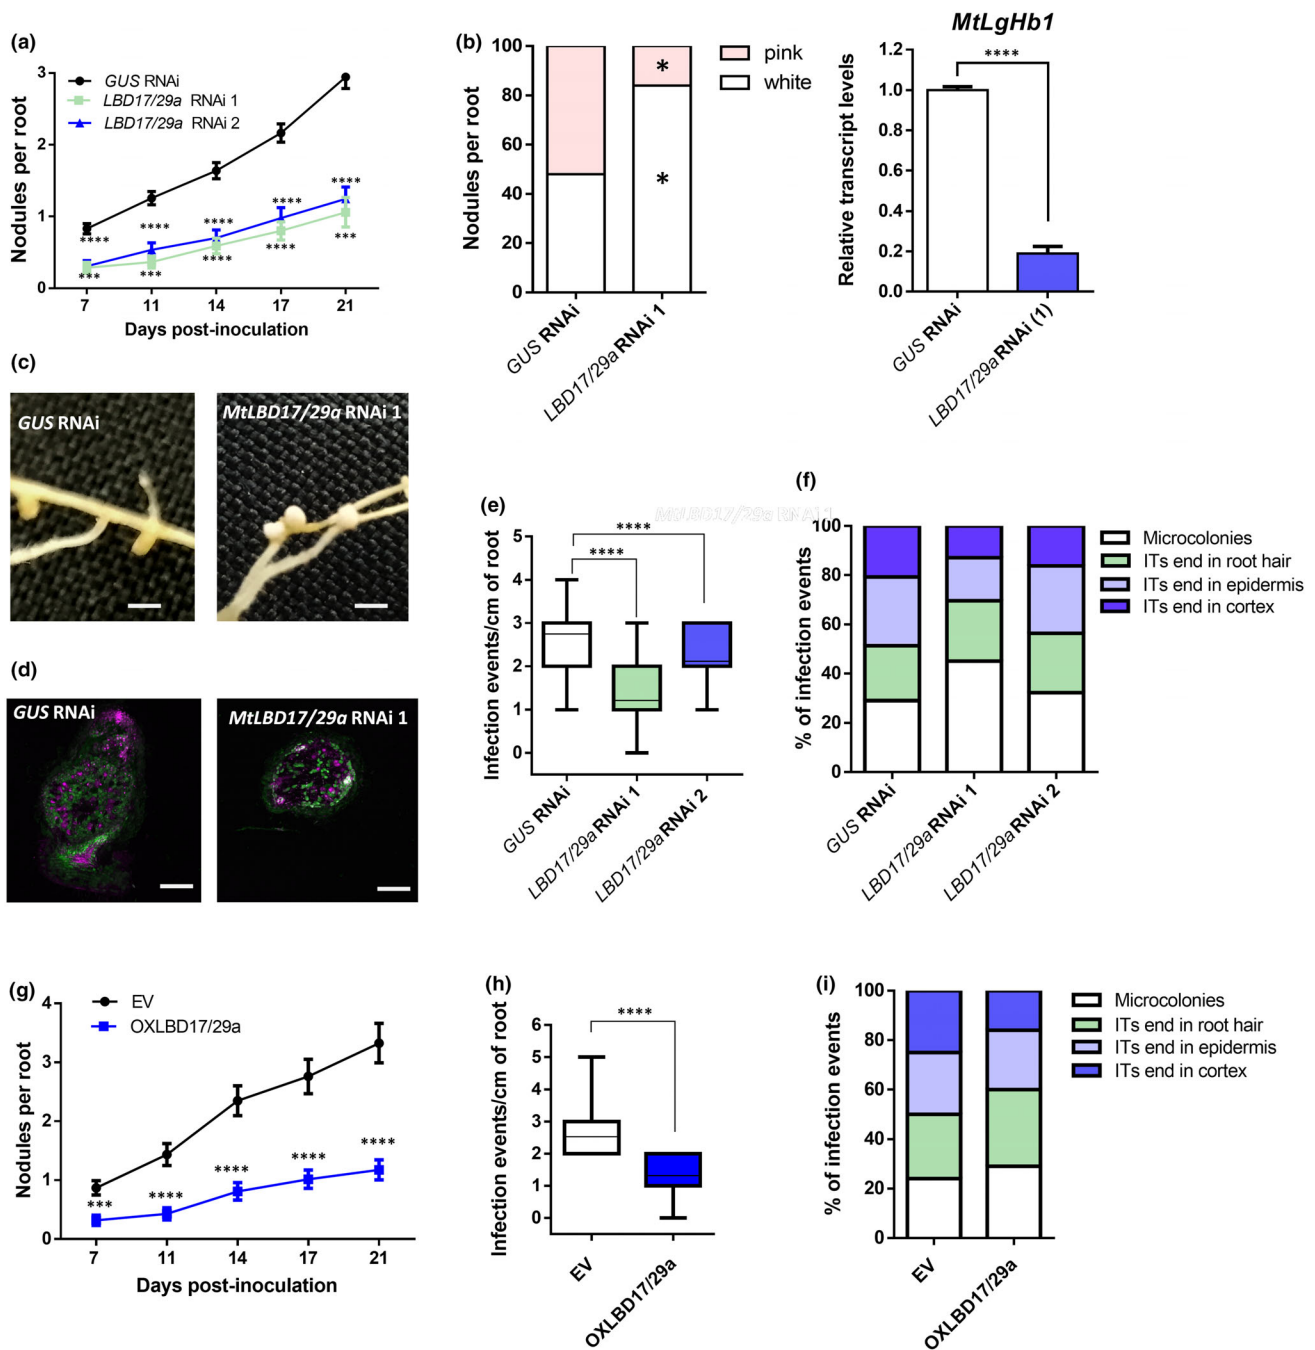 (a)
3
2
1
0
Nodules per root
GUS RNAi
LBD17/29a RNAi 1
LBD17/29a RNAi 2
****
****
****
****
****
***
***
****
****
***
7 11 14 17 21
Days post-inoculation
(b)
100
80
60
40
20
0
Nodules per root
*
*
pink
white
GUS RNAi
LBD17/29a RNAi 1
MtLgHb1
****
1.2
1.0
0.8
0.6
0.4
0.2
0.0
Relative transcript levels
GUS RNAi
LBD17/29a RNAi (1)
(c)
GUS RNAi
MtLBD17/29a RNAi 1
(d)
GUS RNAi
MtLBD17/29a RNAi 1
(e)
MtLBD17/29a RNAi 1
****
****
5
4
3
2
1
0
Infection events/cm of root
GUS RNAi
LBD17/29a RNAi 1
LBD17/29a RNAi 2
(f)
100
80
60
40
20
0
% of infection events
Microcolonies
ITs end in root hair
ITs end in epidermis
ITs end in cortex
GUS RNAi
LBD17/29a RNAi 1
LBD17/29a RNAi 2
(g)
4
3
2
1
0
Nodules per root
EV
OXLBD17/29a
***
****
****
****
****
7 11 14 17 21
Days post-inoculation
(h)
****
6
5
4
3
2
1
0
Infection events/cm of root
EV
OXLBD17/29a
(i)
100
80
60
40
20
0
% of infection events
Microcolonies
ITs end in root hair
ITs end in epidermis
ITs end in cortex
EV
OXLBD17/29a